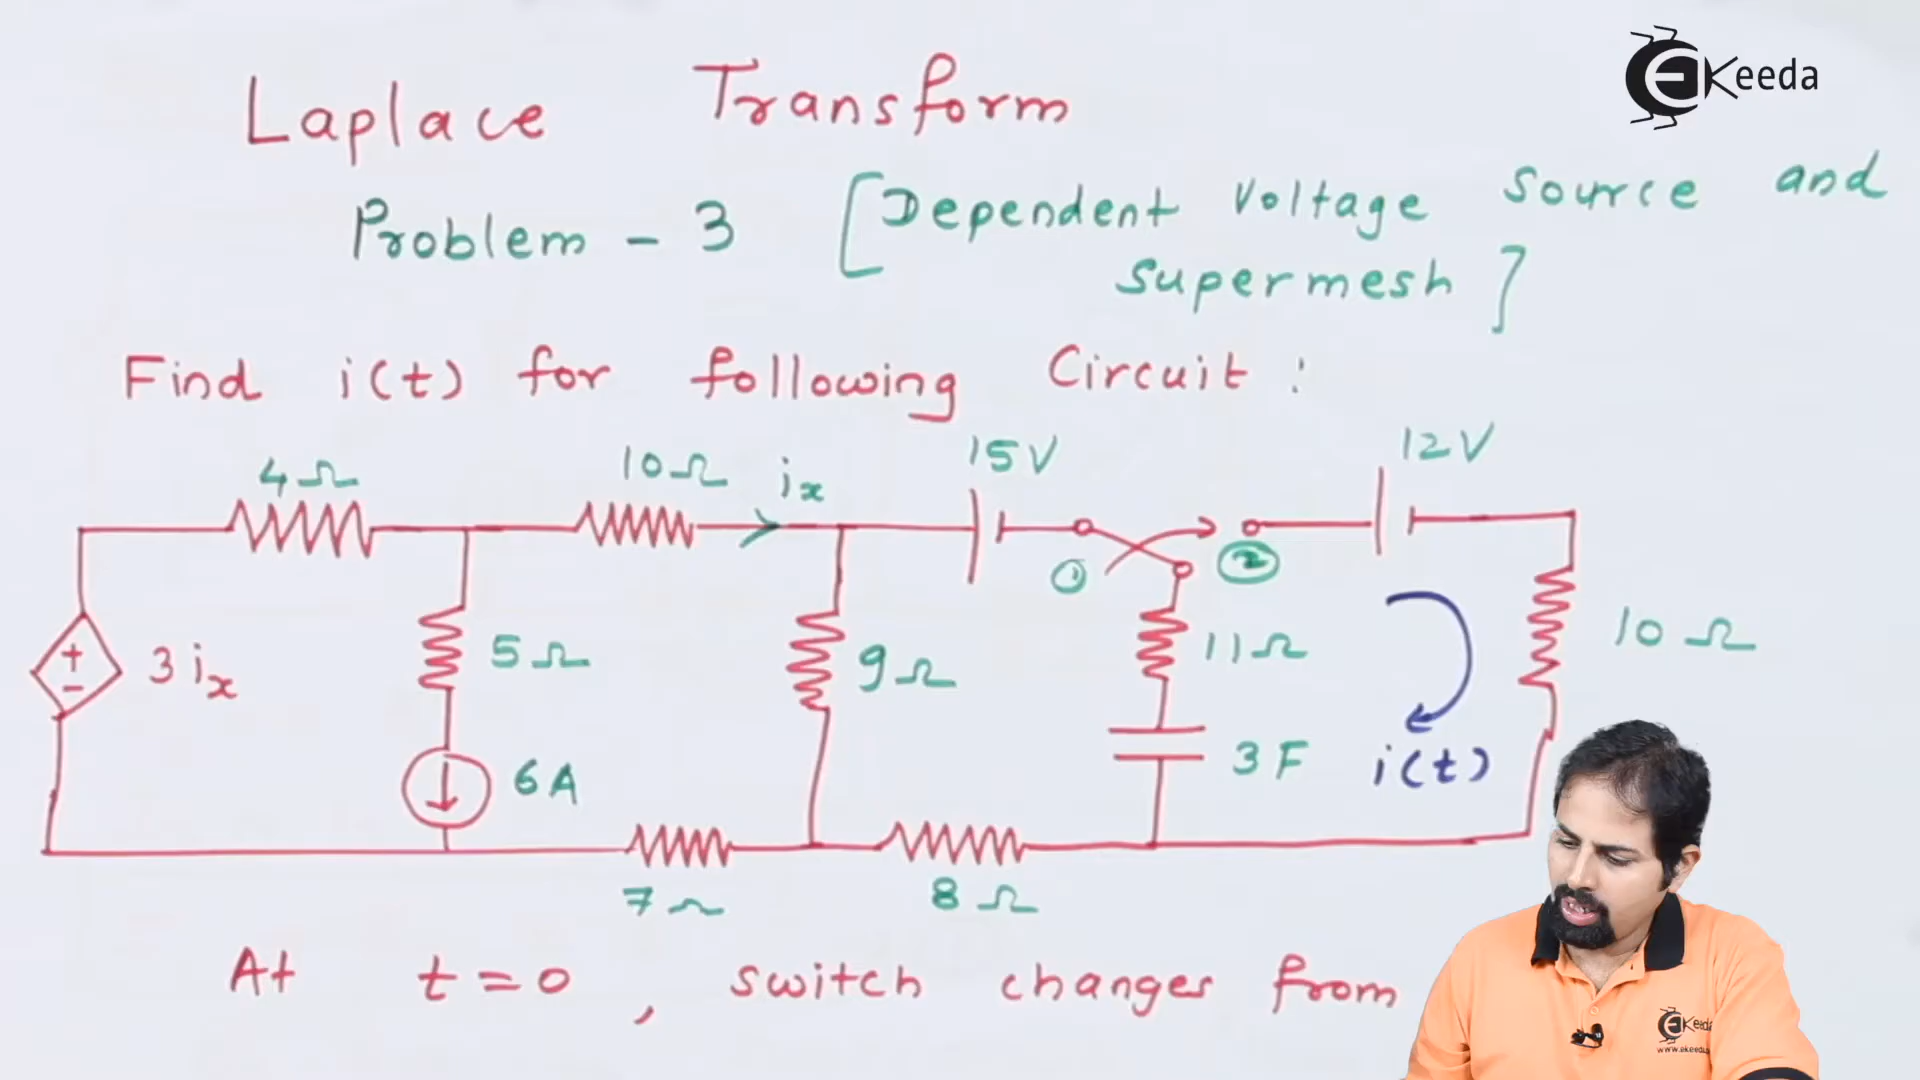 EKeeda
Laplace Transform
Problem - 3 [Dependent Voltage Source and
Supermesh]
Find i(t) for following Circuit :
4Ω 10Ω iₓ 15V 12V
① ②
+
-
3iₓ 5Ω 9Ω 11Ω 10Ω
6A 3F i(t)
7Ω 8Ω
At t=0, switch changes from
EKeeda